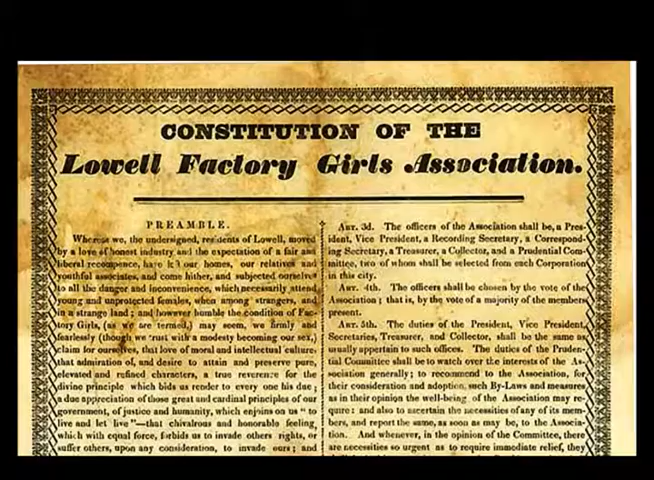 CONSTITUTION OF THE
Lowell Factory Girls Association.
PREAMBLE.
Whereas we, the undersigned, residents of Lowell, moved
by a love of honest industry and the expectation of a fair and
liberal recompence, have left our homes, our relatives and
youthful associates, and come hither, and subjected ourselves
to all the danger and inconvenience, which necessarily attend
young and unprotected females, when among strangers, and
in a strange land; and however humble the condition of Fac-
tory Girls, (as we are termed,) may seem, we firmly and
fearlessly (though we trust with a modesty becoming our sex,)
claim for ourselves, that love of moral and intellectual culture,
that admiration of, and desire to attain and preserve pure,
elevated and refined characters, a true reverence for the
divine principle which bids us render to every one his due;
a due appreciation of those great and cardinal principles of our
government, of justice and humanity, which enjoins on us "to
live and let live"—that chivalrous and honorable feeling,
which with equal force, forbids us to invade others rights, or
suffer others, upon any consideration, to invade ours; and
ART. 3d. The officers of the Association shall be, a Pres-
ident, Vice President, a Recording Secretary, a Correspond-
ing Secretary, a Treasurer, a Collector, and a Prudential Com-
mittee, two of whom shall be selected from each Corporation
in this city.
ART. 4th. The officers shall be chosen by the vote of the
Association; that is, by the vote of a majority of the members
present.
ART. 5th. The duties of the President, Vice President,
Secretaries, Treasurer, and Collector, shall be the same as
usually appertain to such offices. The duties of the Pruden-
tial Committee shall be to watch over the interests of the As-
sociation generally; to recommend to the Association, for
their consideration and adoption, such By-Laws and measures
as in their opinion the well-being of the Association may re-
quire: and also to ascertain the necessities of any of its mem-
bers, and report the same, as soon as may be, to the Associa-
tion. And whenever, in the opinion of the Committee, there
are necessities so urgent as to require immediate relief, they